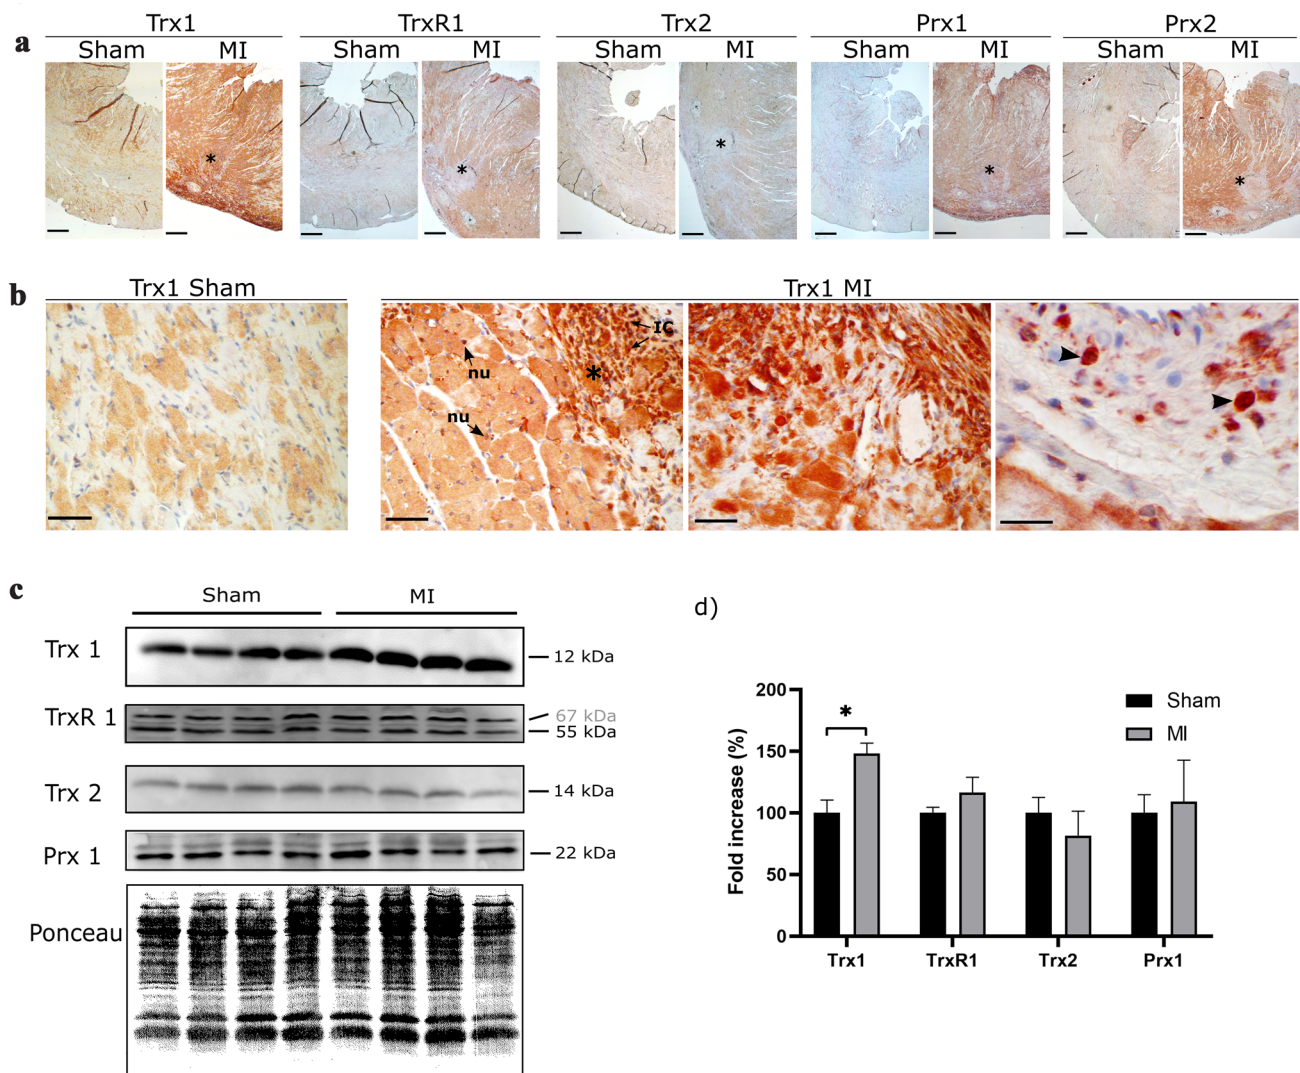 a
Trx1 TrxR1 Trx2 Prx1 Prx2
Sham MI Sham MI Sham MI Sham MI Sham MI
* * * * *
b
Trx1 Sham Trx1 MI
nu
nu
IC
*
c
Sham MI
Trx 1 12 kDa
TrxR 1 67 kDa
55 kDa
Trx 2 14 kDa
Prx 1 22 kDa
Ponceau
d)
Fold increase (%)
200
150
100
50
0
*
Sham
MI
Trx1 TrxR1 Trx2 Prx1